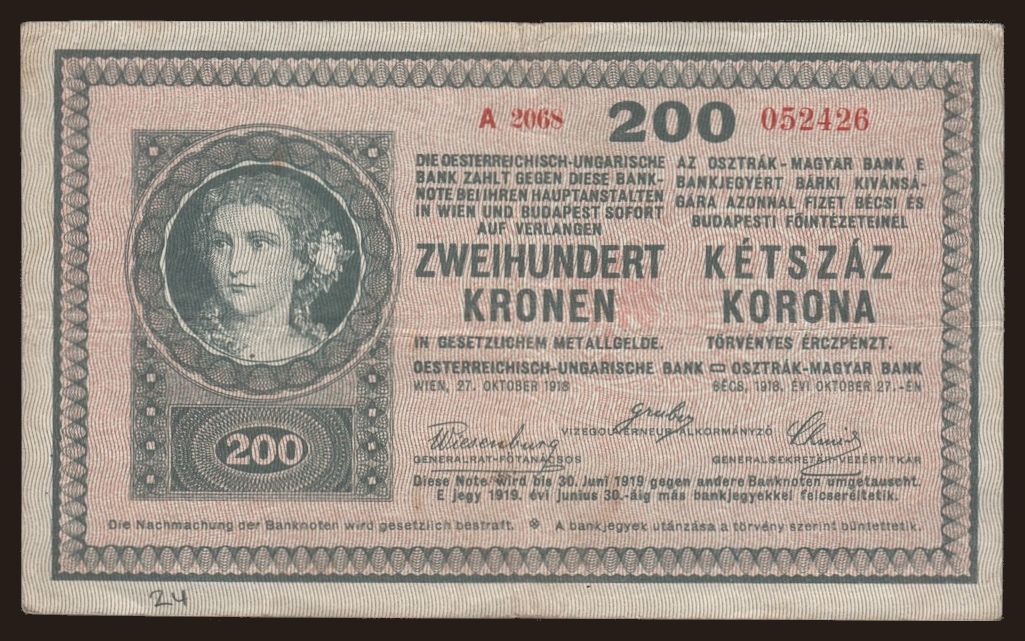 A 2068 200 052426
DIE OESTERREICHISCH-UNGARISCHE
BANK ZAHLT GEGEN DIESE BANK-
NOTE BEI IHREN HAUPTANSTALTEN
IN WIEN UND BUDAPEST SOFORT
AUF VERLANGEN
ZWEIHUNDERT
KRONEN
IN GESETZLICHEM METALLGELDE.
OESTERREICHISCH-UNGARISCHE BANK
WIEN, 27. OKTOBER 1918
AZ OSZTRÁK-MAGYAR BANK E
BANKJEGYÉRT BÁRKI KIVÁNSÁ-
GÁRA AZONNAL FIZET BÉCSI ÉS
BUDAPESTI FŐINTÉZETEINEL
KÉTSZÁZ
KORONA
TÖRVÉNYES ÉRCZPÉNZT.
OSZTRÁK-MAGYAR BANK
BÉCS, 1918. ÉVI OKTOBER 27.-ÉN
200
Gruber
VIZEGOUVERNEUR-ALKORMÁNYZÓ
Wiesenburg
GENERALRAT-FŐTANÁCSOS
Schmid
GENERALSEKRETÄR-VEZÉRTITKÁR
Diese Note wird bis 30. Juni 1919 gegen andere Banknoten umgetauscht.
E jegy 1919. évi junius 30.-áig más bankjegyekkel felcseréltetik.
Die Nachmachung der Banknoten wird gesetzlich bestraft. A bankjegyek utánzása a törvény szerint büntettetik.
24